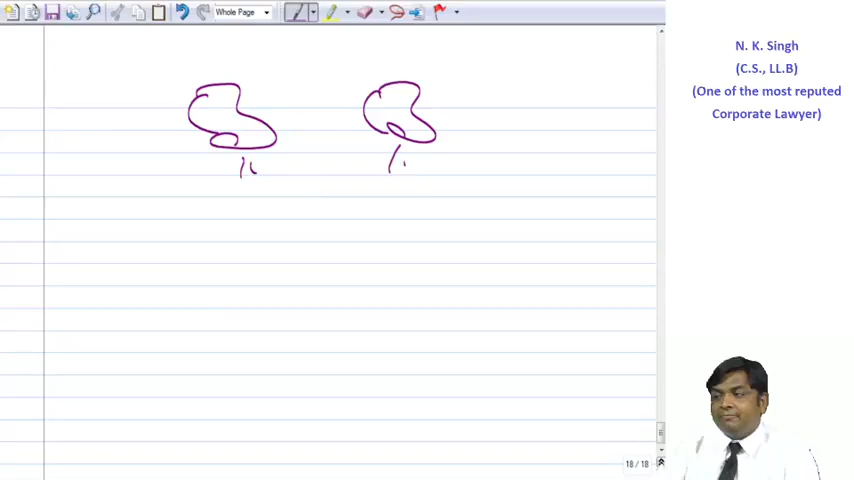 Whole Page
N. K. Singh
(C.S., LL.B)
(One of the most reputed
Corporate Lawyer)
18 / 18